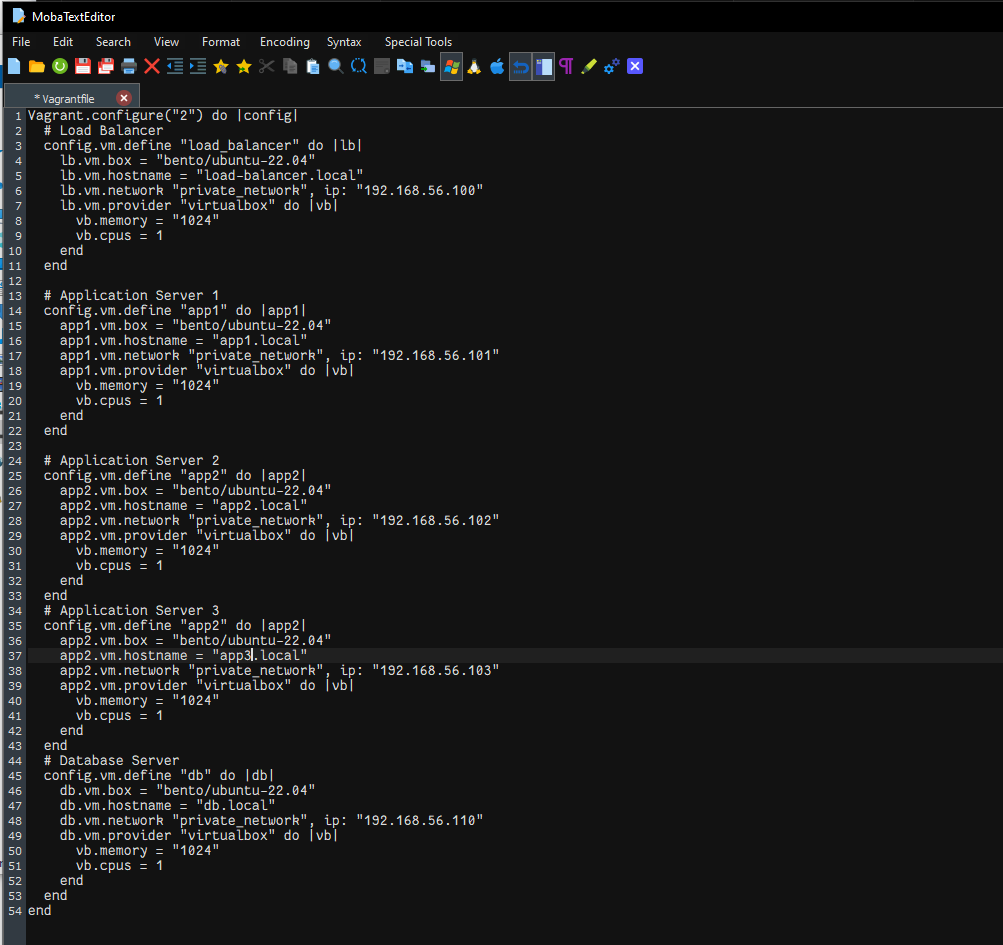 MobaTextEditor
File Edit Search View Format Encoding Syntax Special Tools
* Vagrantfile
1 Vagrant.configure("2") do |config|
2   # Load Balancer
3   config.vm.define "load_balancer" do |lb|
4     lb.vm.box = "bento/ubuntu-22.04"
5     lb.vm.hostname = "load-balancer.local"
6     lb.vm.network "private_network", ip: "192.168.56.100"
7     lb.vm.provider "virtualbox" do |vb|
8       vb.memory = "1024"
9       vb.cpus = 1
10     end
11   end
12
13   # Application Server 1
14   config.vm.define "app1" do |app1|
15     app1.vm.box = "bento/ubuntu-22.04"
16     app1.vm.hostname = "app1.local"
17     app1.vm.network "private_network", ip: "192.168.56.101"
18     app1.vm.provider "virtualbox" do |vb|
19       vb.memory = "1024"
20       vb.cpus = 1
21     end
22   end
23
24   # Application Server 2
25   config.vm.define "app2" do |app2|
26     app2.vm.box = "bento/ubuntu-22.04"
27     app2.vm.hostname = "app2.local"
28     app2.vm.network "private_network", ip: "192.168.56.102"
29     app2.vm.provider "virtualbox" do |vb|
30       vb.memory = "1024"
31       vb.cpus = 1
32     end
33   end
34   # Application Server 3
35   config.vm.define "app2" do |app2|
36     app2.vm.box = "bento/ubuntu-22.04"
37     app2.vm.hostname = "app3.local"
38     app2.vm.network "private_network", ip: "192.168.56.103"
39     app2.vm.provider "virtualbox" do |vb|
40       vb.memory = "1024"
41       vb.cpus = 1
42     end
43   end
44   # Database Server
45   config.vm.define "db" do |db|
46     db.vm.box = "bento/ubuntu-22.04"
47     db.vm.hostname = "db.local"
48     db.vm.network "private_network", ip: "192.168.56.110"
49     db.vm.provider "virtualbox" do |vb|
50       vb.memory = "1024"
51       vb.cpus = 1
52     end
53   end
54 end